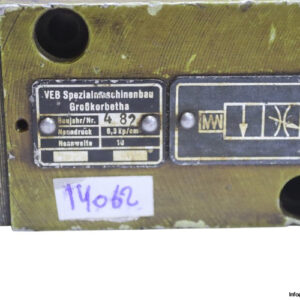 VEB Spezialmaschinenbau
Großkorbetha
Baujahr/Nr. 4 82
Nenndruck 6,3 Kp/cm
Nennweite 10
14062